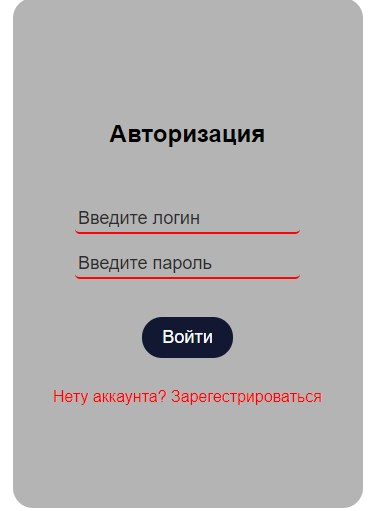 Авторизация
Введите логин
Введите пароль
Войти
Нету аккаунта? Зарегестрироваться